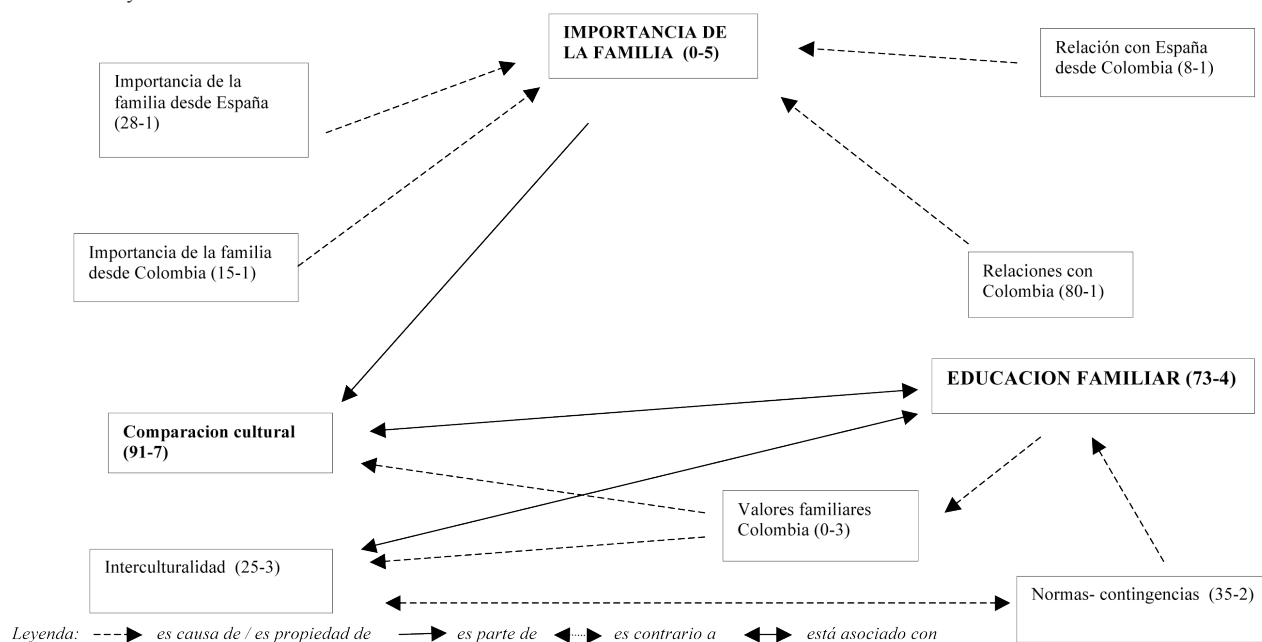 IMPORTANCIA DE
LA FAMILIA (0-5)
Relación con España
desde Colombia (8-1)
Importancia de la
familia desde España
(28-1)
Importancia de la familia
desde Colombia (15-1)
Relaciones con
Colombia (80-1)
EDUCACION FAMILIAR (73-4)
Comparacion cultural
(91-7)
Valores familiares
Colombia (0-3)
Interculturalidad (25-3)
Normas- contingencias (35-2)
Leyenda: es causa de / es propiedad de es parte de es contrario a está asociado con